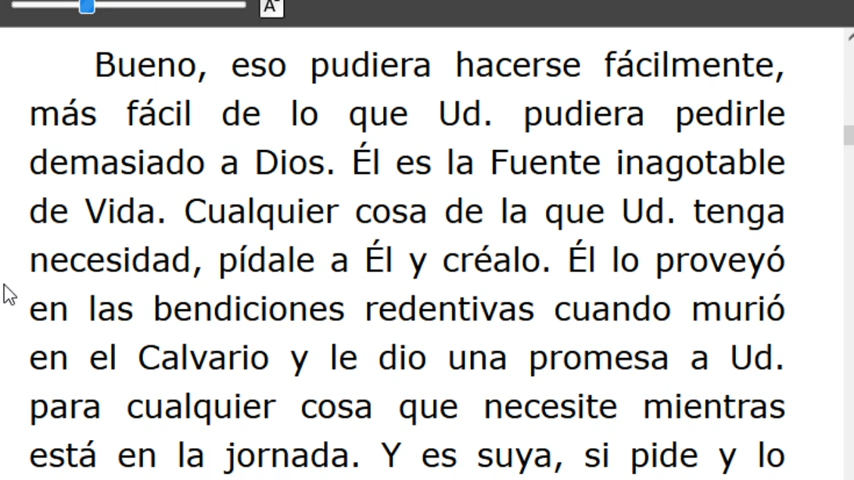 A
Bueno, eso pudiera hacerse fácilmente,
más fácil de lo que Ud. pudiera pedirle
demasiado a Dios. Él es la Fuente inagotable
de Vida. Cualquier cosa de la que Ud. tenga
necesidad, pídale a Él y créalo. Él lo proveyó
en las bendiciones redentivas cuando murió
en el Calvario y le dio una promesa a Ud.
para cualquier cosa que necesite mientras
está en la jornada. Y es suya, si pide y lo